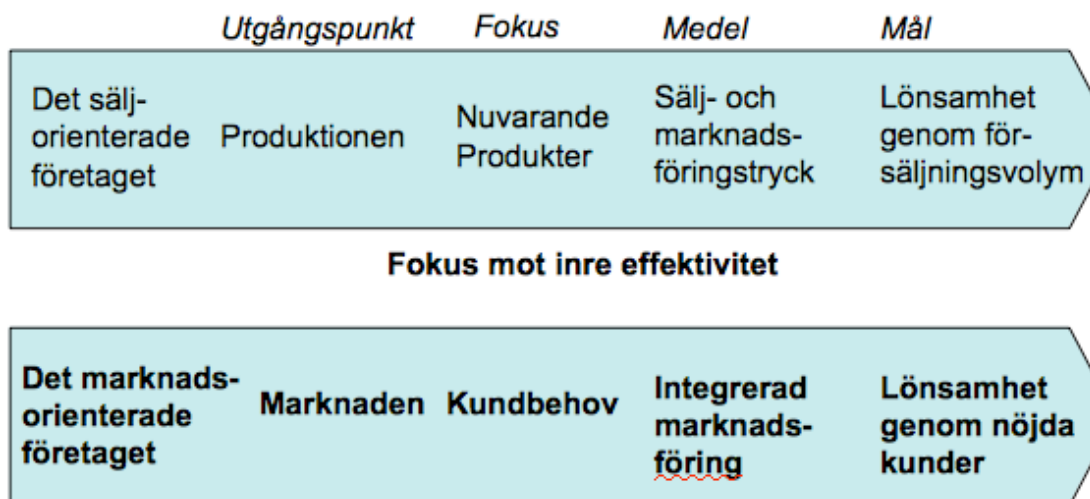 Utgångspunkt Fokus Medel Mål
Det sälj-
orienterade
företaget
Produktionen
Nuvarande
Produkter
Sälj- och
marknads-
föringstryck
Lönsamhet
genom för-
säljningsvolym
Fokus mot inre effektivitet
Det marknads-
orienterade
företaget
Marknaden
Kundbehov
Integrerad
marknads-
föring
Lönsamhet
genom nöjda
kunder